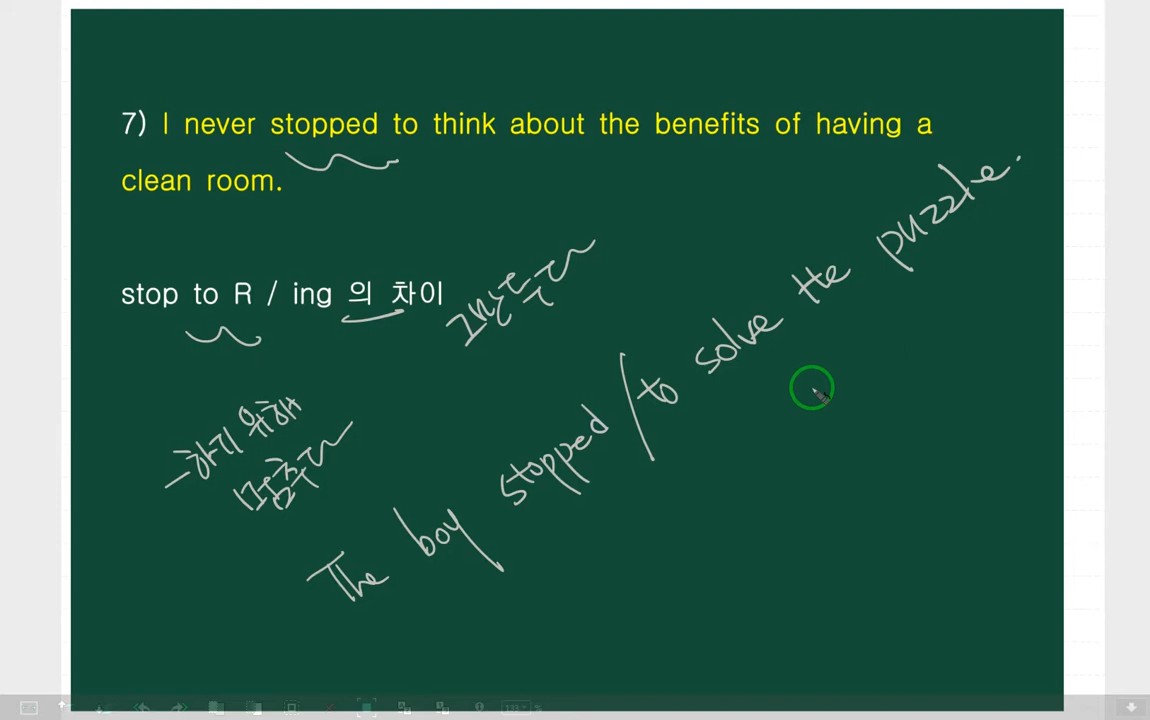 7) I never stopped to think about the benefits of having a
clean room.
stop to R / ing 의 차이
그만두다
~하기 위해
멈추다
The boy stopped / to solve the puzzle.
133.* %